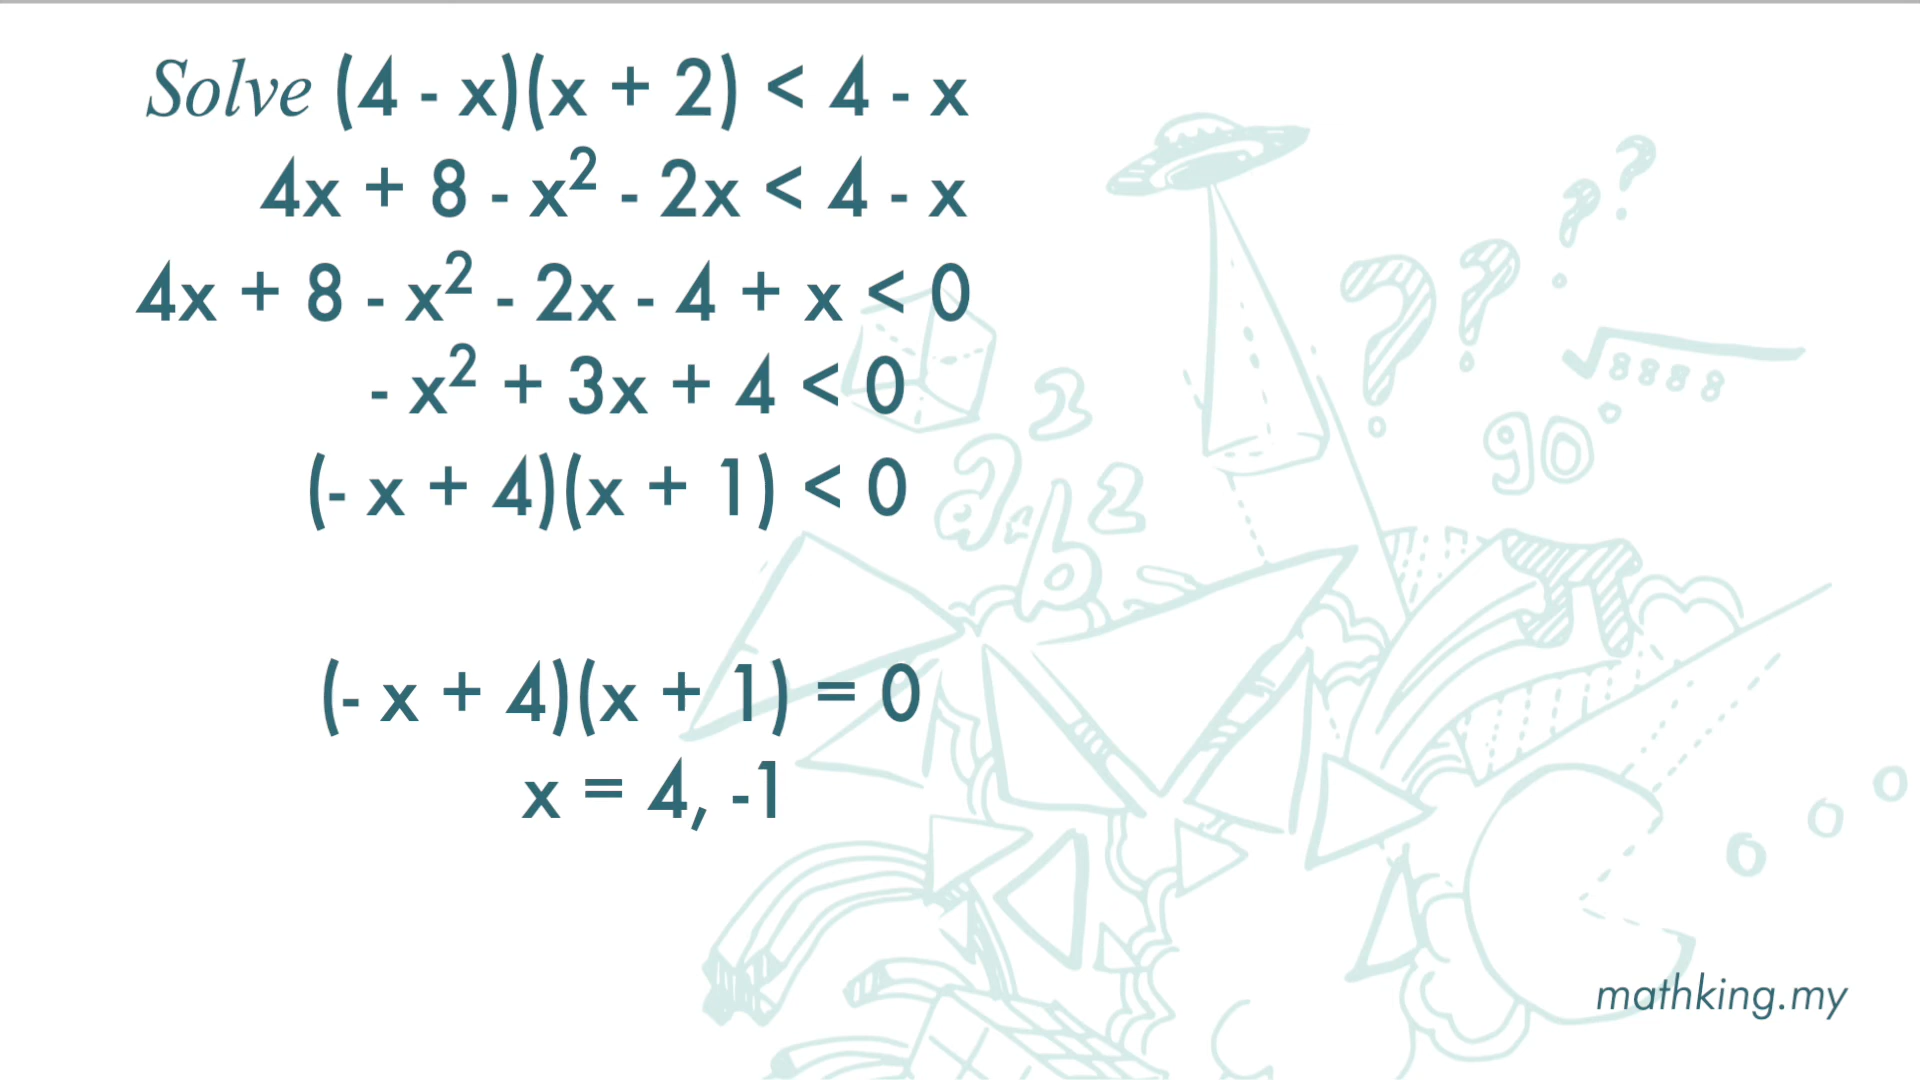 Solve (4 - x)(x + 2) < 4 - x
4x + 8 - x² - 2x < 4 - x
4x + 8 - x² - 2x - 4 + x < 0
- x² + 3x + 4 < 0
(- x + 4)(x + 1) < 0
(- x + 4)(x + 1) = 0
x = 4, -1
mathking.my